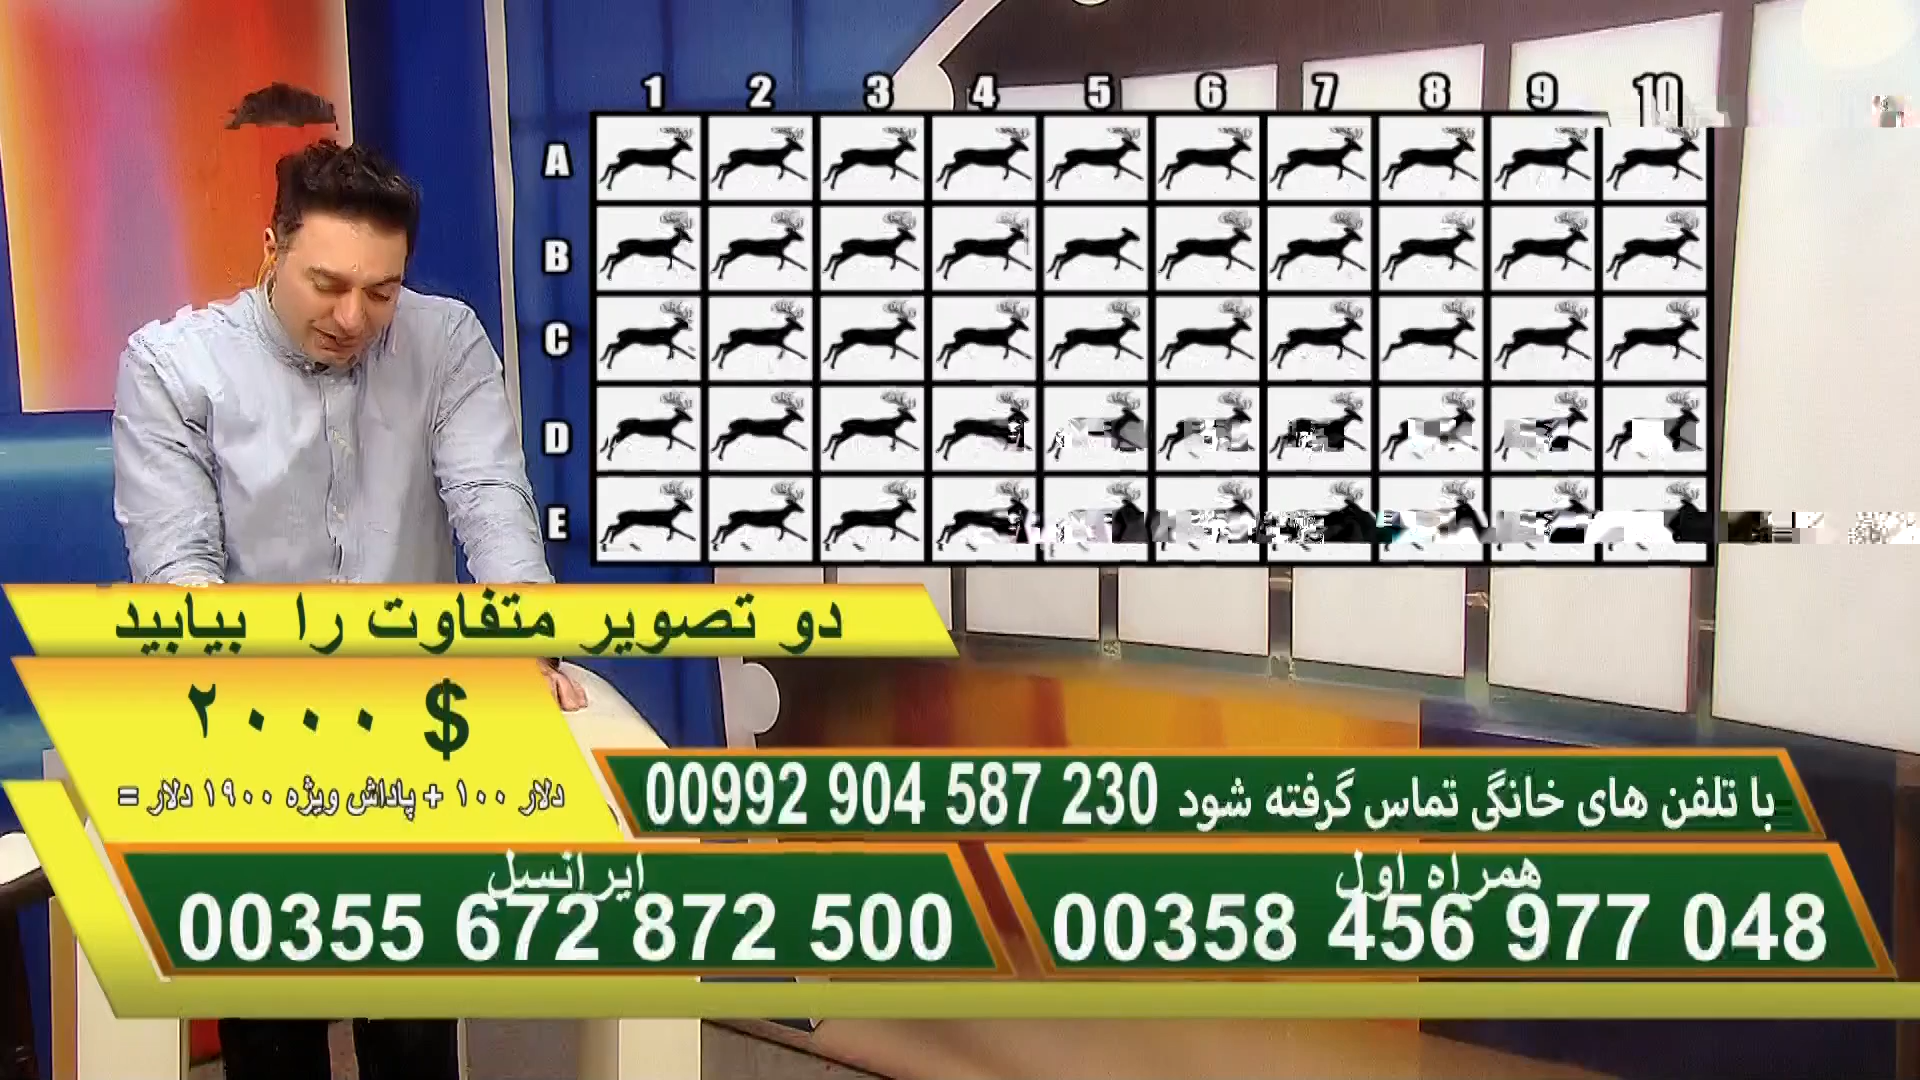 1 2 3 4 5 6 7 8 9 10
A
B
C
D
E
دو تصویر متفاوت را بیابید
۲۰۰۰ $
دلار ۱۰۰ + پاداش ویژه ۱۹۰۰ دلار =
با تلفن های خانگی تماس گرفته شود 00992 904 587 230
ایرانسل
00355 672 872 500
همراه اول
00358 456 977 048